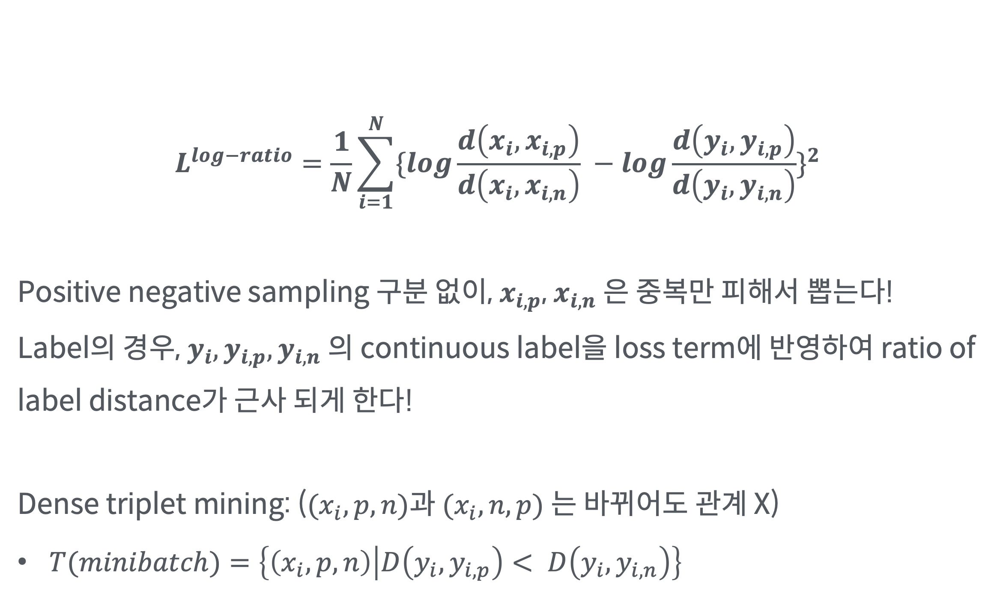 L^{log-ratio} = \frac{1}{N} \sum_{i=1}^{N} \{log \frac{d(x_i, x_{i,p})}{d(x_i, x_{i,n})} - log \frac{d(y_i, y_{i,p})}{d(y_i, y_{i,n})}\}^2
Positive negative sampling 구분 없이, x_{i,p}, x_{i,n} 은 중복만 피해서 뽑는다!
Label의 경우, y_i, y_{i,p}, y_{i,n} 의 continuous label을 loss term에 반영하여 ratio of
label distance가 근사 되게 한다!
Dense triplet mining: ((x_i, p, n)과 (x_i, n, p) 는 바뀌어도 관계 X)
• T(minibatch) = {(x_i, p, n)|D(y_i, y_{i,p}) < D(y_i, y_{i,n})}